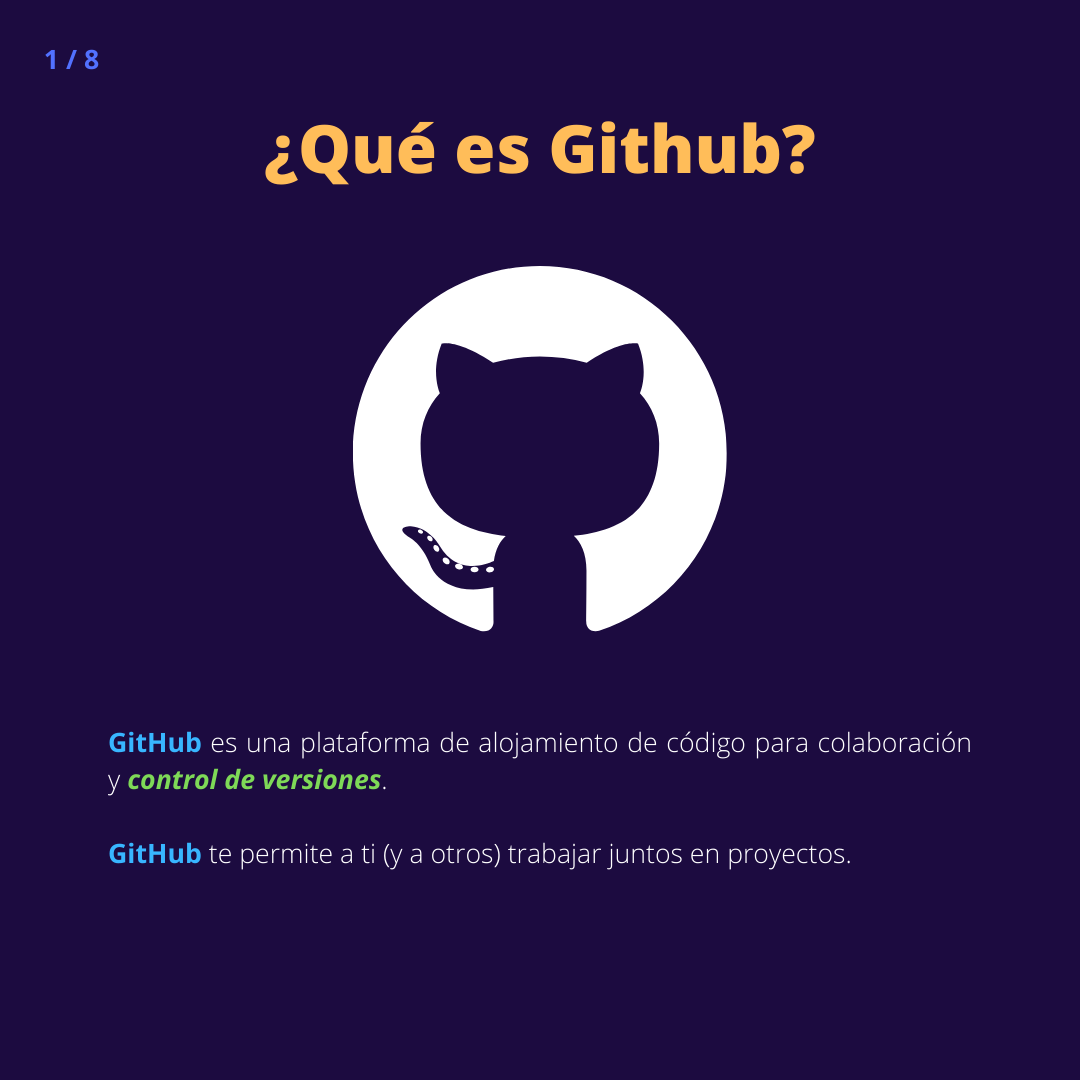 1 / 8
¿Qué es Github?
GitHub es una plataforma de alojamiento de código para colaboración
y control de versiones.
GitHub te permite a ti (y a otros) trabajar juntos en proyectos.